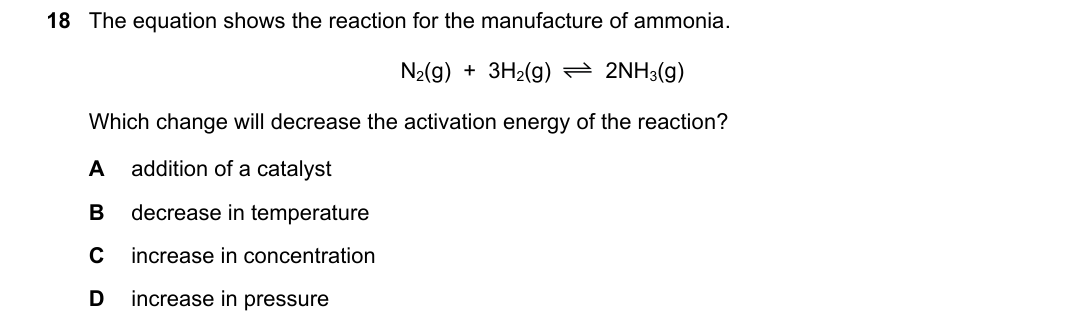 18 The equation shows the reaction for the manufacture of ammonia.
N₂(g) + 3H₂(g) ⇌ 2NH₃(g)
Which change will decrease the activation energy of the reaction?
A addition of a catalyst
B decrease in temperature
C increase in concentration
D increase in pressure